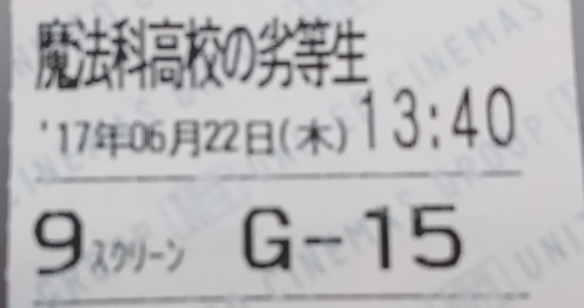 魔法科高校の劣等生
'17年06月22日(木)13:40
9スクリーン G-15